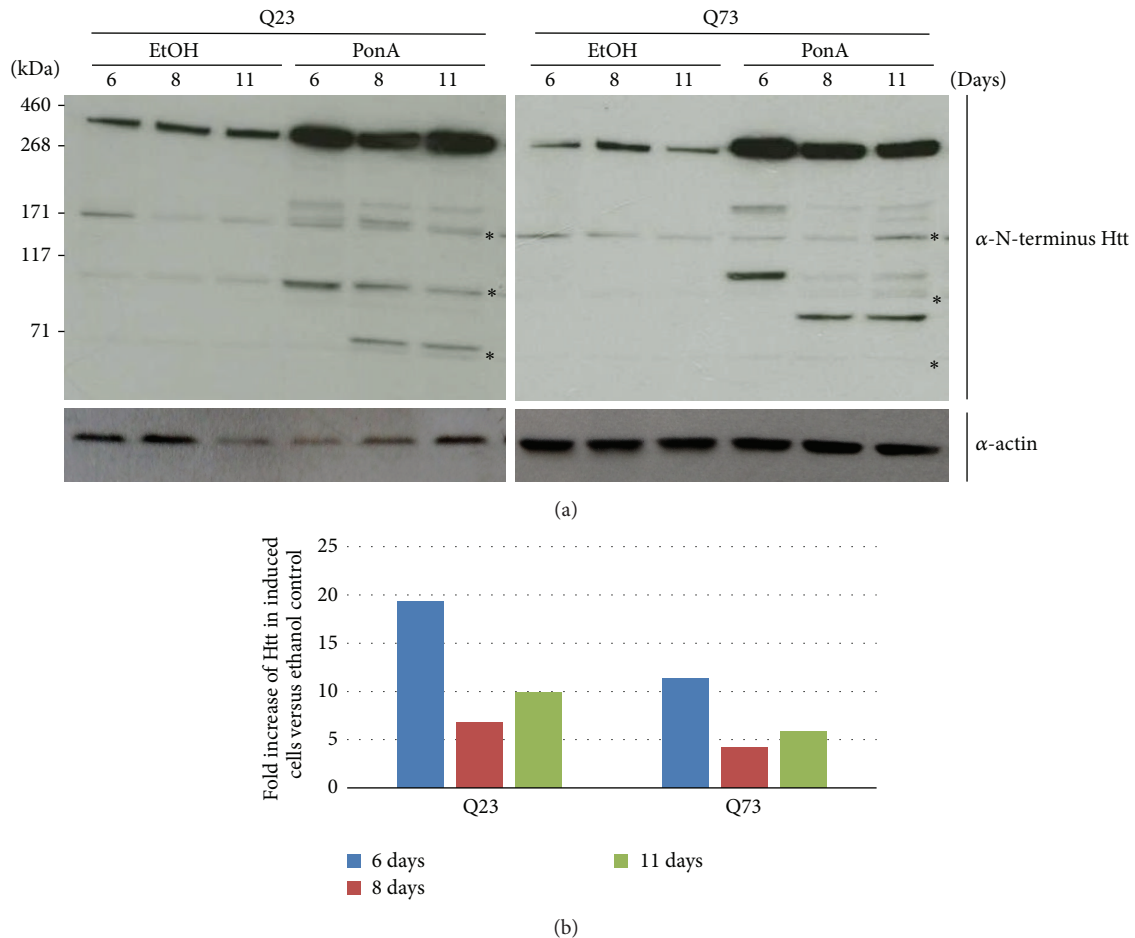 Q23 Q73
EtOH PonA EtOH PonA
(kDa) 6 8 11 6 8 11 6 8 11 6 8 11 (Days)
460
268
171
117
71
*
*
*
*
*
*
α-N-terminus Htt
α-actin
(a)
Fold increase of Htt in induced
cells versus ethanol control
25
20
15
10
5
0
Q23 Q73
6 days 11 days
8 days
(b)